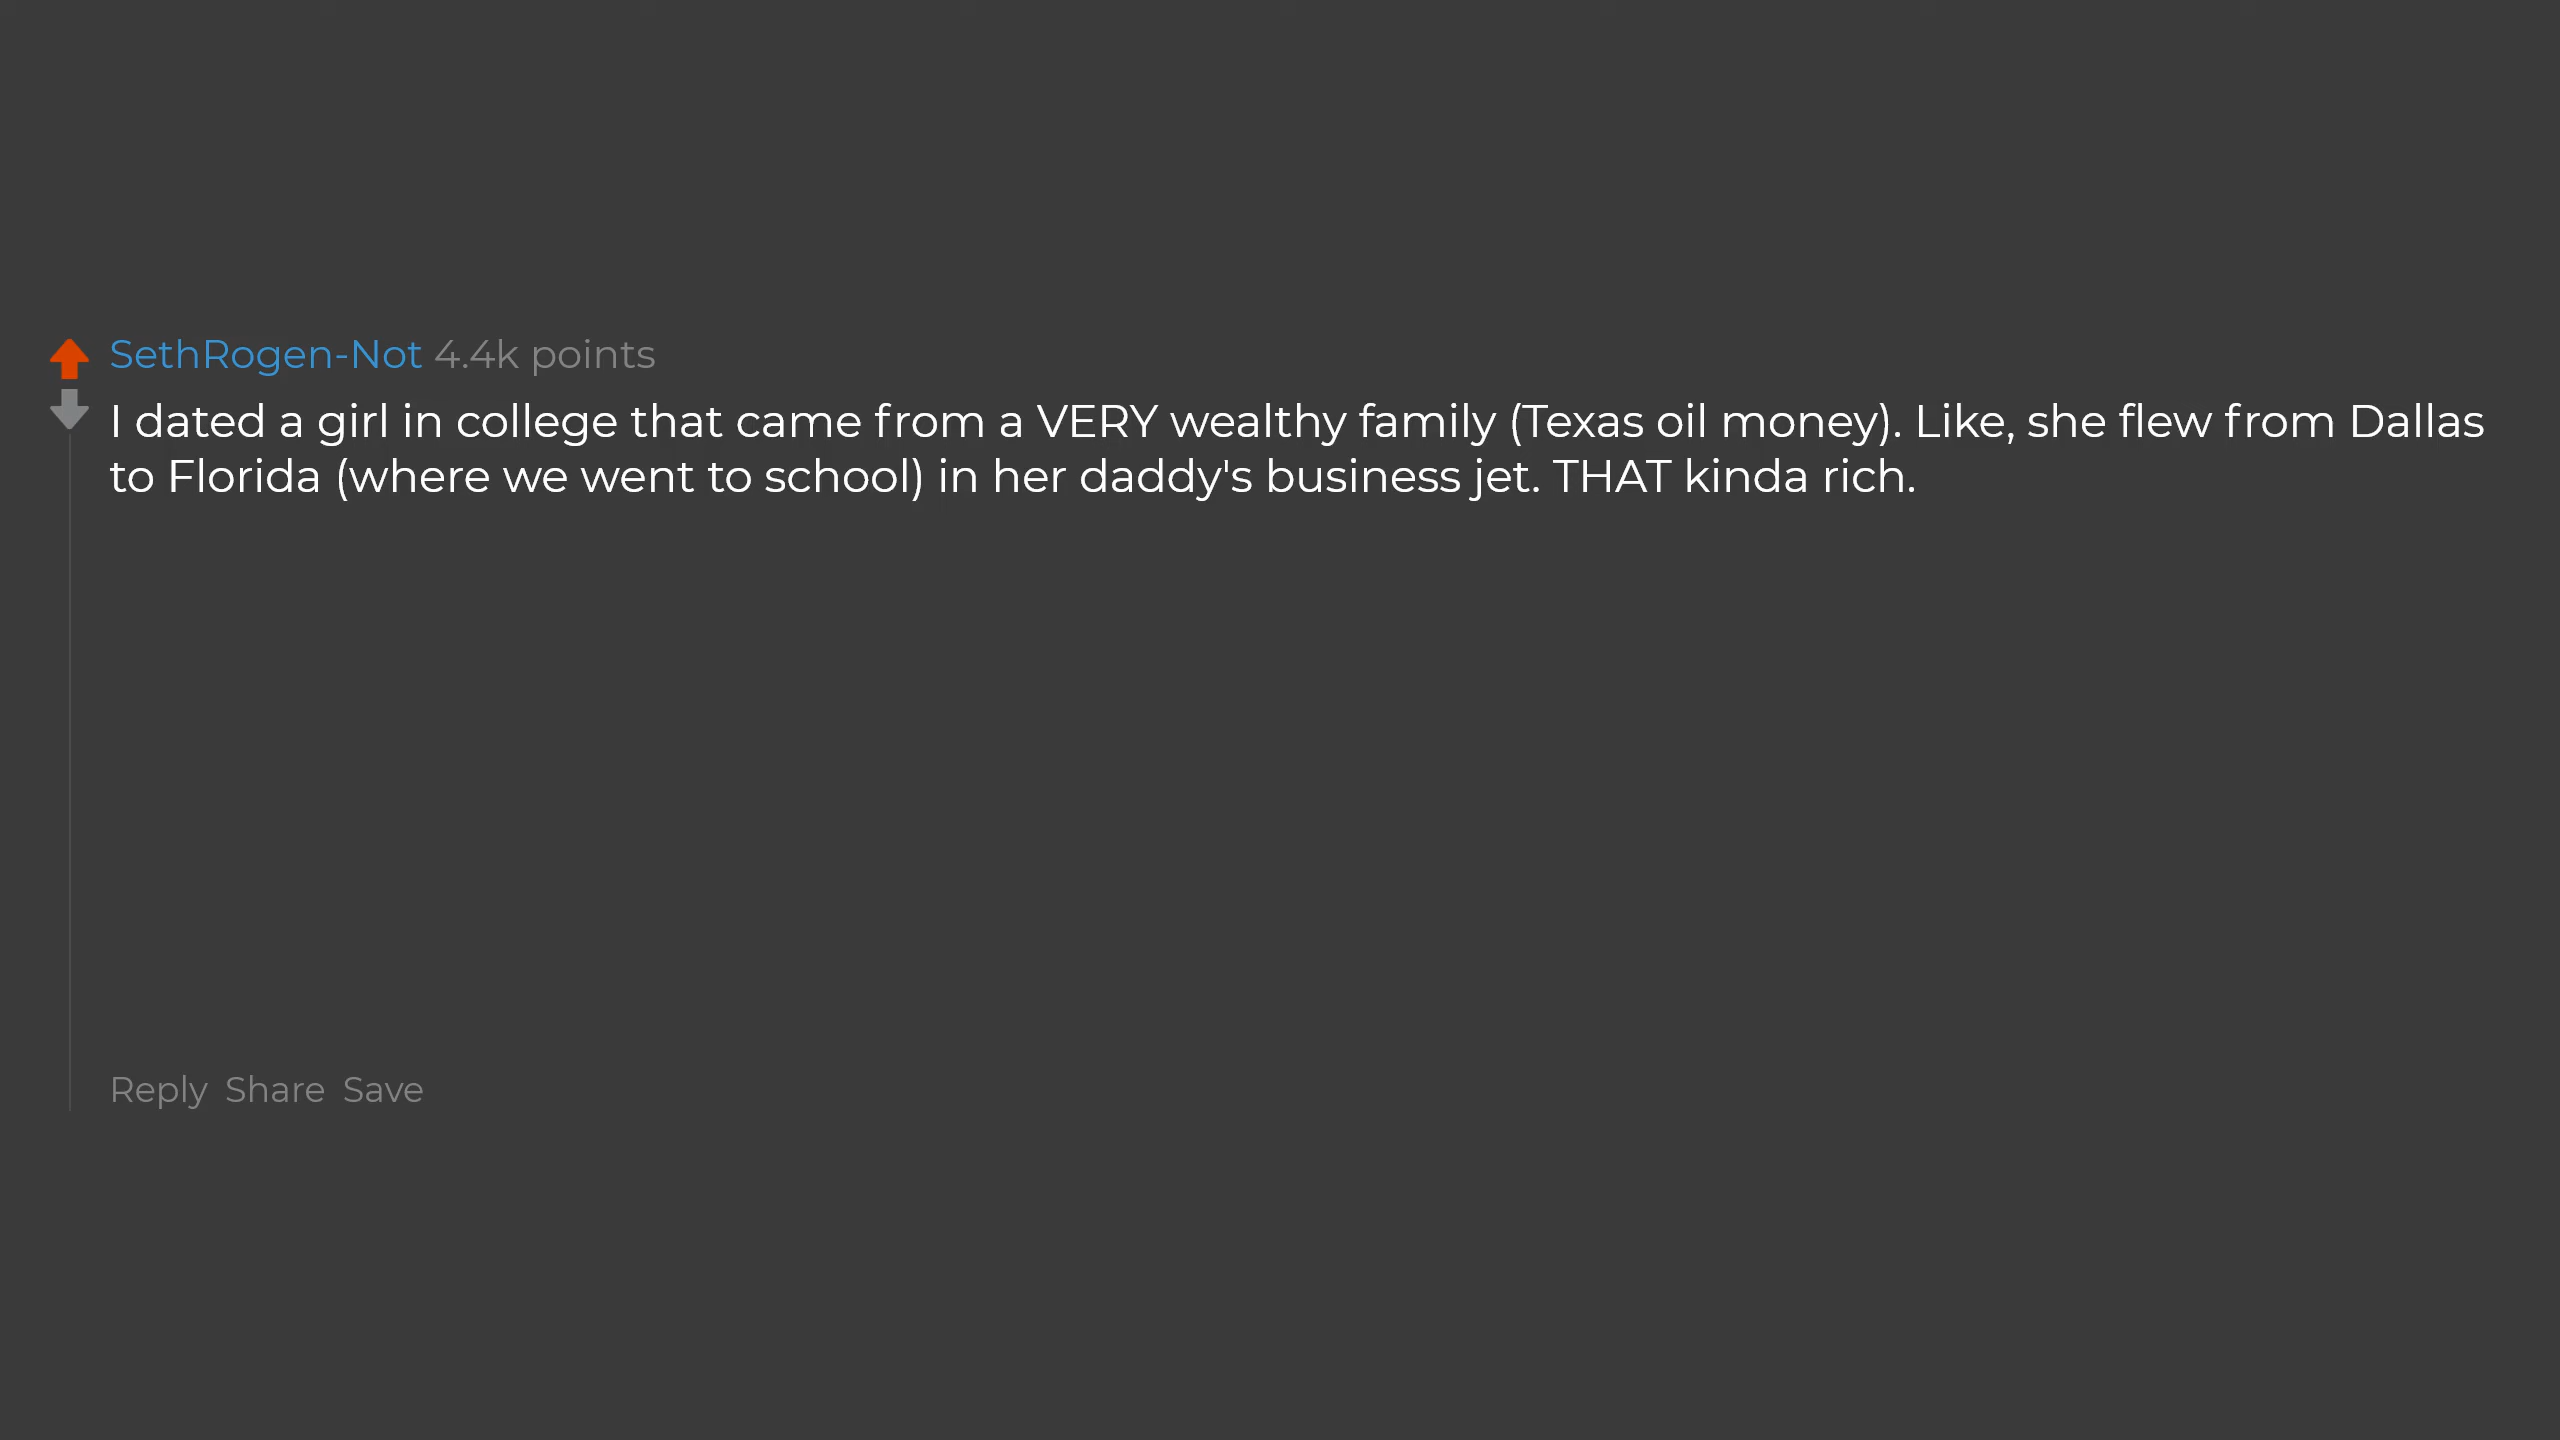 SethRogen-Not 4.4k points
I dated a girl in college that came from a VERY wealthy family (Texas oil money). Like, she flew from Dallas
to Florida (where we went to school) in her daddy's business jet. THAT kinda rich.
Reply Share Save